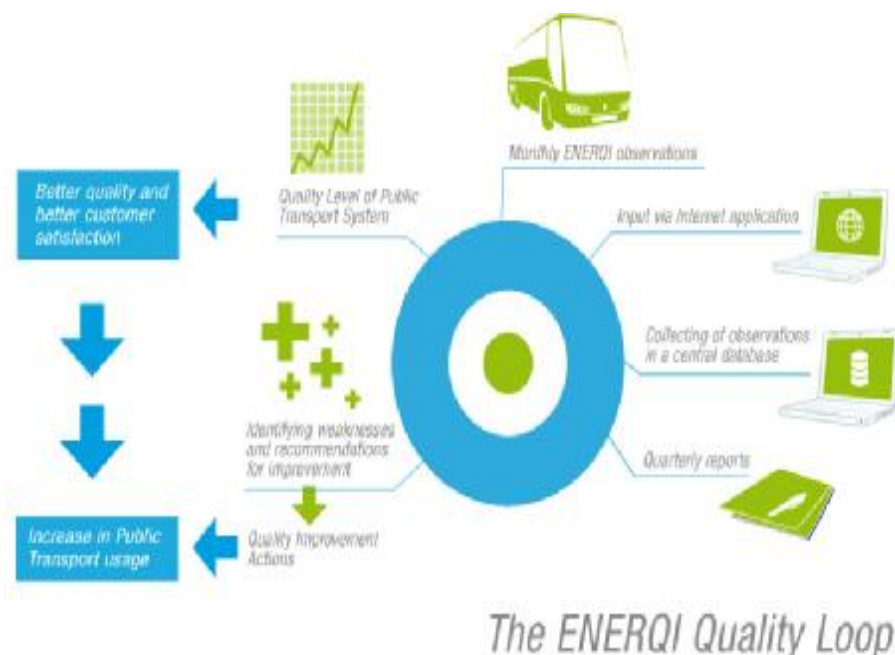 Monthly ENERQI observations
Better quality and
better customer
satisfaction
Quality Level of Public
Transport System
Input via Internet application
Collecting of observations
in a central database
Identifying weaknesses
and recommendations
for improvement
Quarterly reports
Increase in Public
Transport usage
Quality Improvement
Actions
The ENERQI Quality Loop